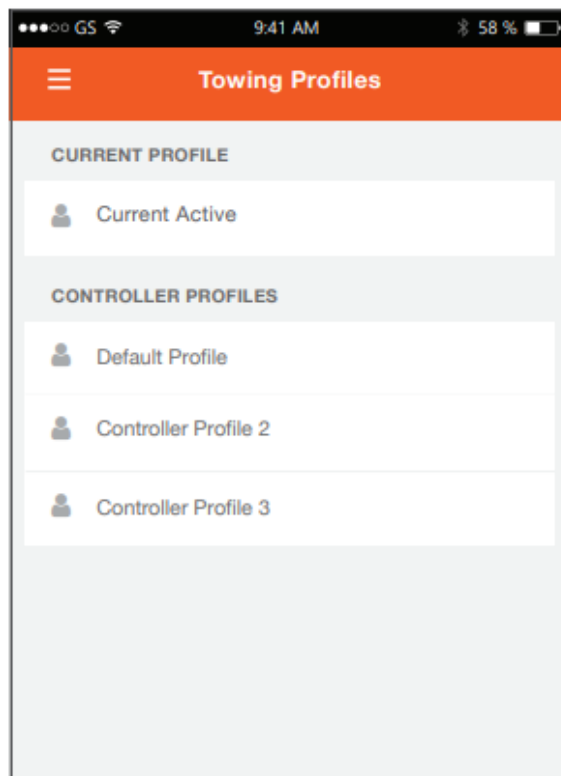 GS 9:41 AM 58 %
Towing Profiles
CURRENT PROFILE
Current Active
CONTROLLER PROFILES
Default Profile
Controller Profile 2
Controller Profile 3